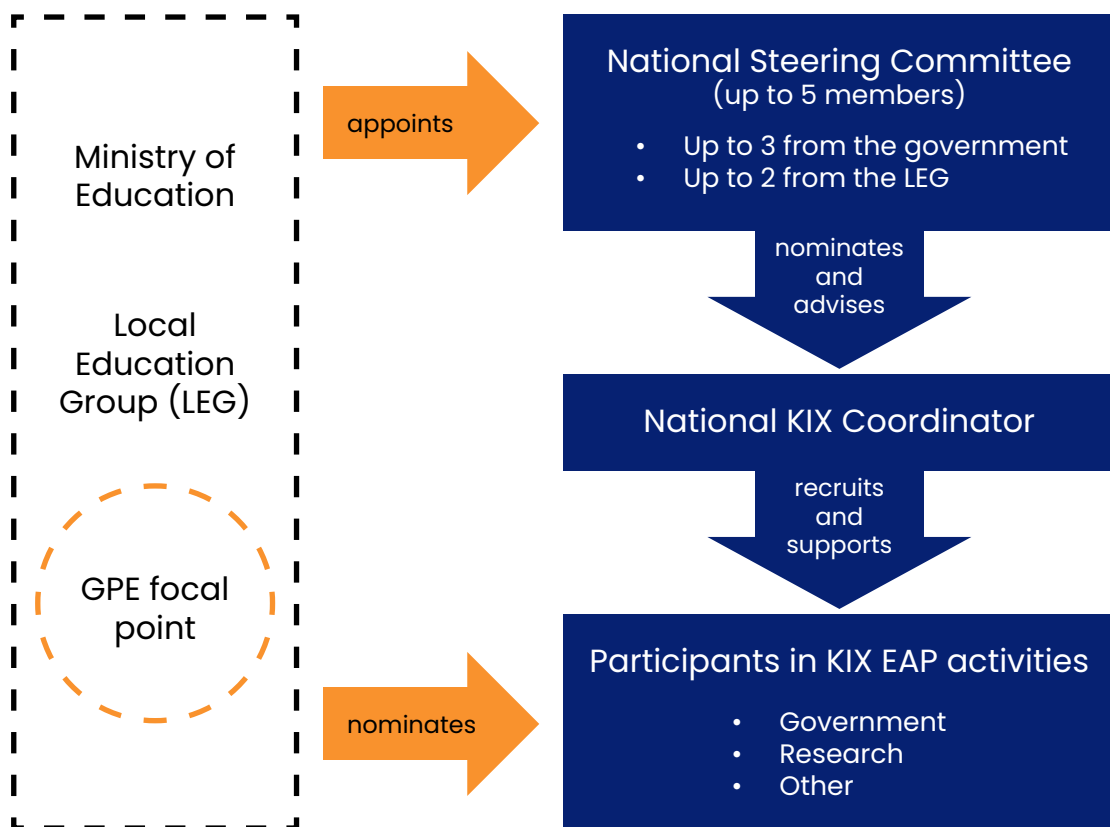 Ministry of
Education
Local
Education
Group (LEG)
GPE focal
point
appoints
nominates
National Steering Committee
(up to 5 members)
• Up to 3 from the government
• Up to 2 from the LEG
nominates
and
advises
National KIX Coordinator
recruits
and
supports
Participants in KIX EAP activities
• Government
• Research
• Other